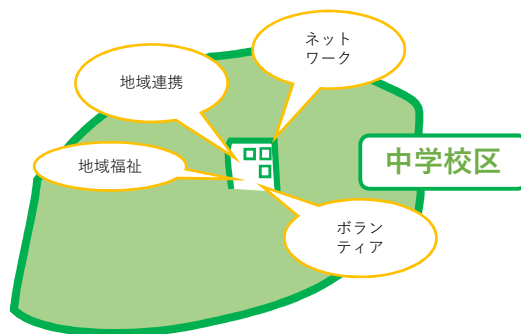 ネット
ワーク
地域連携
地域福祉
中学校区
ボラン
ティア